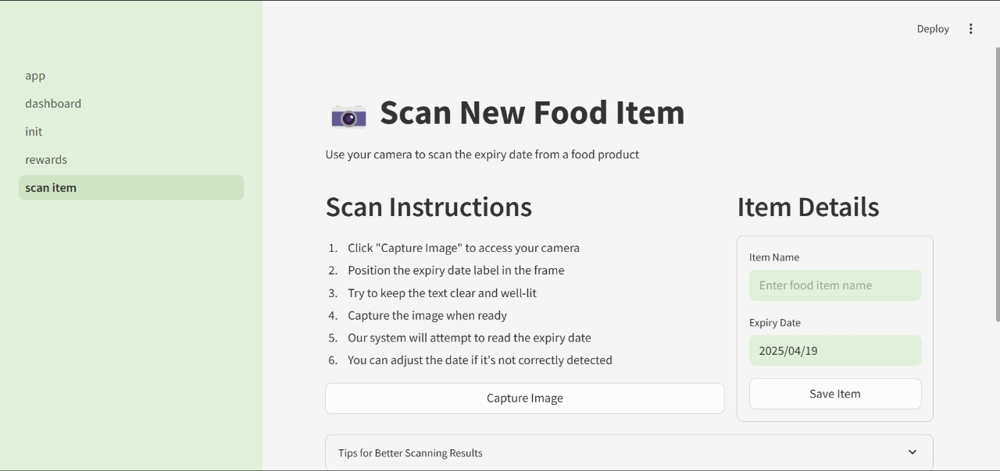 Deploy
app
dashboard
init
rewards
scan item
Scan New Food Item
Use your camera to scan the expiry date from a food product
Scan Instructions
1. Click "Capture Image" to access your camera
2. Position the expiry date label in the frame
3. Try to keep the text clear and well-lit
4. Capture the image when ready
5. Our system will attempt to read the expiry date
6. You can adjust the date if it's not correctly detected
Capture Image
Item Details
Item Name
Enter food item name
Expiry Date
2025/04/19
Save Item
Tips for Better Scanning Results